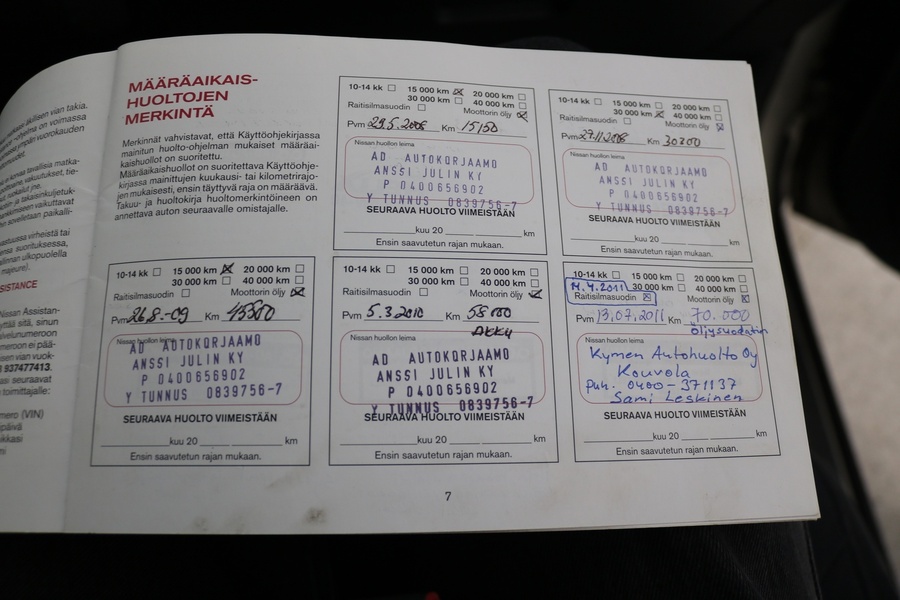 MÄÄRÄAIKAIS-
HUOLTOJEN
MERKINTÄ
Merkinnät vahvistavat, että Käyttöohjekirjassa
mainitun huolto-ohjelman mukaiset määräai-
kaishuollot on suoritettu.
Määräaikaishuollot on suoritettava Käyttöohje-
kirjassa mainittujen kuukausi- tai kilometrirajo-
jen mukaisesti, ensin täyttyvä raja on määräävä.
Takuu- ja huoltokirja huoltomerkintöineen on
annettava auton seuraavalle omistajalle.
10-14 kk 15 000 km 20 000 km
30 000 km 40 000 km
Raitisilmasuodin Moottorin öljy
Pvm 29.5.2008 Km 15150
Nissan huollon leima
AD AUTOKORJAAMO
ANSSI JULIN KY
P 0400656902
Y TUNNUS 0839756-7
SEURAAVA HUOLTO VIIMEISTÄÄN
kuu 20 km
Ensin saavutetun rajan mukaan.
10-14 kk 15 000 km 20 000 km
30 000 km 40 000 km
Raitisilmasuodin Moottorin öljy
Pvm 27.11.2008 Km 30200
Nissan huollon leima
AD AUTOKORJAAMO
ANSSI JULIN KY
P 0400656902
Y TUNNUS 0839756-7
SEURAAVA HUOLTO VIIMEISTÄÄN
kuu 20 km
Ensin saavutetun rajan mukaan.
10-14 kk 15 000 km 20 000 km
30 000 km 40 000 km
Raitisilmasuodin Moottorin öljy
Pvm 26.8.-09 Km 45500
Nissan huollon leima
AD AUTOKORJAAMO
ANSSI JULIN KY
P 0400656902
Y TUNNUS 0839756-7
SEURAAVA HUOLTO VIIMEISTÄÄN
kuu 20 km
Ensin saavutetun rajan mukaan.
10-14 kk 15 000 km 20 000 km
30 000 km 40 000 km
Raitisilmasuodin Moottorin öljy
Pvm 5.3.2010 Km 58000
AKKU
Nissan huollon leima
AD AUTOKORJAAMO
ANSSI JULIN KY
P 0400656902
Y TUNNUS 0839756-7
SEURAAVA HUOLTO VIIMEISTÄÄN
kuu 20 km
Ensin saavutetun rajan mukaan.
10-14 kk 15 000 km 20 000 km
14.4.2011 30 000 km 40 000 km
Raitisilmasuodin Moottorin öljy
Pvm 13.07.2011 Km 70.000
öljysuodatin
Nissan huollon leima
Kymen Autohuolto Oy
Kouvola
Puh. 0400-371137
Sami Leskinen
SEURAAVA HUOLTO VIIMEISTÄÄN
kuu 20 km
Ensin saavutetun rajan mukaan.
7